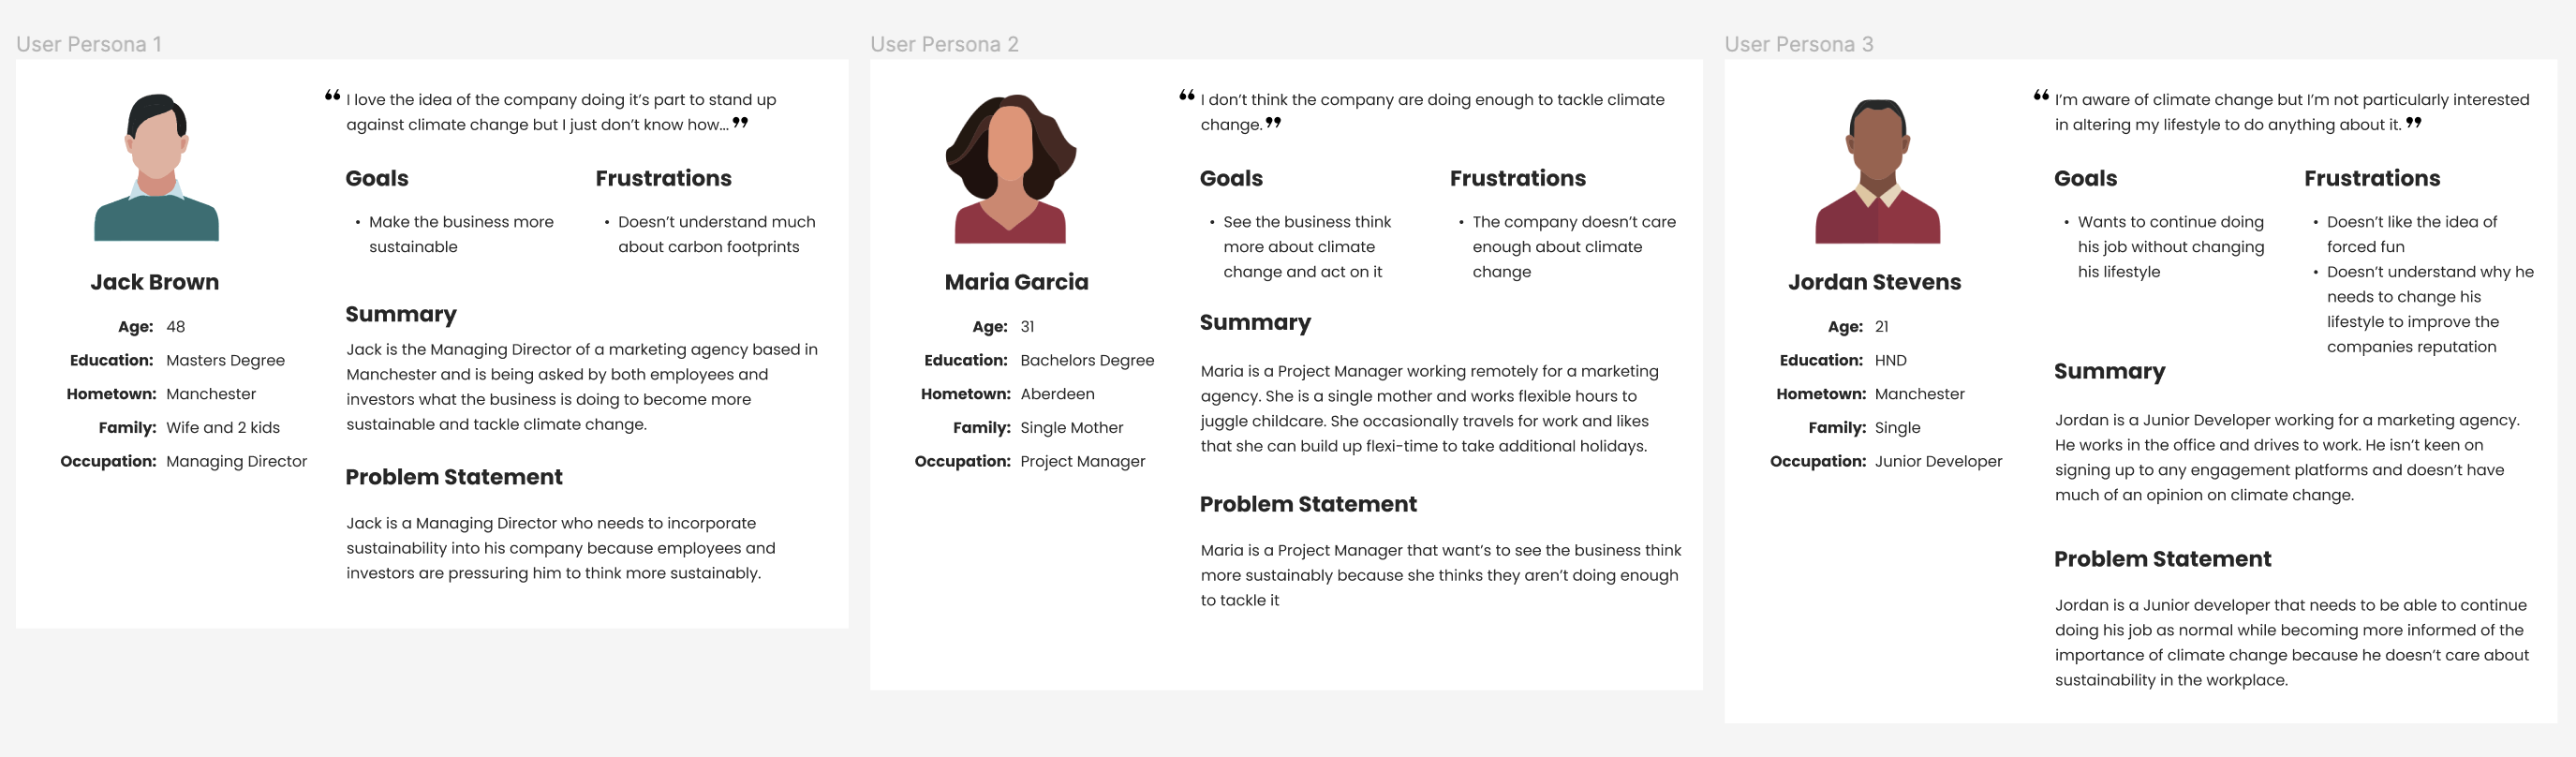 User Persona 1
“ I love the idea of the company doing it’s part to stand up
against climate change but I just don’t know how... ”
Goals
• Make the business more
sustainable
Frustrations
• Doesn’t understand much
about carbon footprints
Jack Brown
Age: 48
Education: Masters Degree
Hometown: Manchester
Family: Wife and 2 kids
Occupation: Managing Director
Summary
Jack is the Managing Director of a marketing agency based in
Manchester and is being asked by both employees and
investors what the business is doing to become more
sustainable and tackle climate change.
Problem Statement
Jack is a Managing Director who needs to incorporate
sustainability into his company because employees and
investors are pressuring him to think more sustainably.
User Persona 2
“ I don’t think the company are doing enough to tackle climate
change. ”
Goals
• See the business think
more about climate
change and act on it
Frustrations
• The company doesn’t care
enough about climate
change
Maria Garcia
Age: 31
Education: Bachelors Degree
Hometown: Aberdeen
Family: Single Mother
Occupation: Project Manager
Summary
Maria is a Project Manager working remotely for a marketing
agency. She is a single mother and works flexible hours to
juggle childcare. She occasionally travels for work and likes
that she can build up flexi-time to take additional holidays.
Problem Statement
Maria is a Project Manager that want’s to see the business think
more sustainably because she thinks they aren’t doing enough
to tackle it
User Persona 3
“ I’m aware of climate change but I’m not particularly interested
in altering my lifestyle to do anything about it. ”
Goals
• Wants to continue doing
his job without changing
his lifestyle
Frustrations
• Doesn’t like the idea of
forced fun
• Doesn’t understand why he
needs to change his
lifestyle to improve the
companies reputation
Jordan Stevens
Age: 21
Education: HND
Hometown: Manchester
Family: Single
Occupation: Junior Developer
Summary
Jordan is a Junior Developer working for a marketing agency.
He works in the office and drives to work. He isn’t keen on
signing up to any engagement platforms and doesn’t have
much of an opinion on climate change.
Problem Statement
Jordan is a Junior developer that needs to be able to continue
doing his job as normal while becoming more informed of the
importance of climate change because he doesn’t care about
sustainability in the workplace.